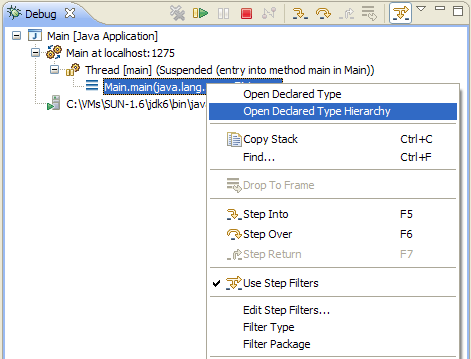 Debug
Main [Java Application]
Main at localhost:1275
Thread [main] (Suspended (entry into method main in Main))
Main.main(java.lang.
C:\VMs\SUN-1.6\jdk6\bin\jav
Open Declared Type
Open Declared Type Hierarchy
Copy Stack Ctrl+C
Find... Ctrl+F
Drop To Frame
Step Into F5
Step Over F6
Step Return F7
Use Step Filters
Edit Step Filters...
Filter Type
Filter Package